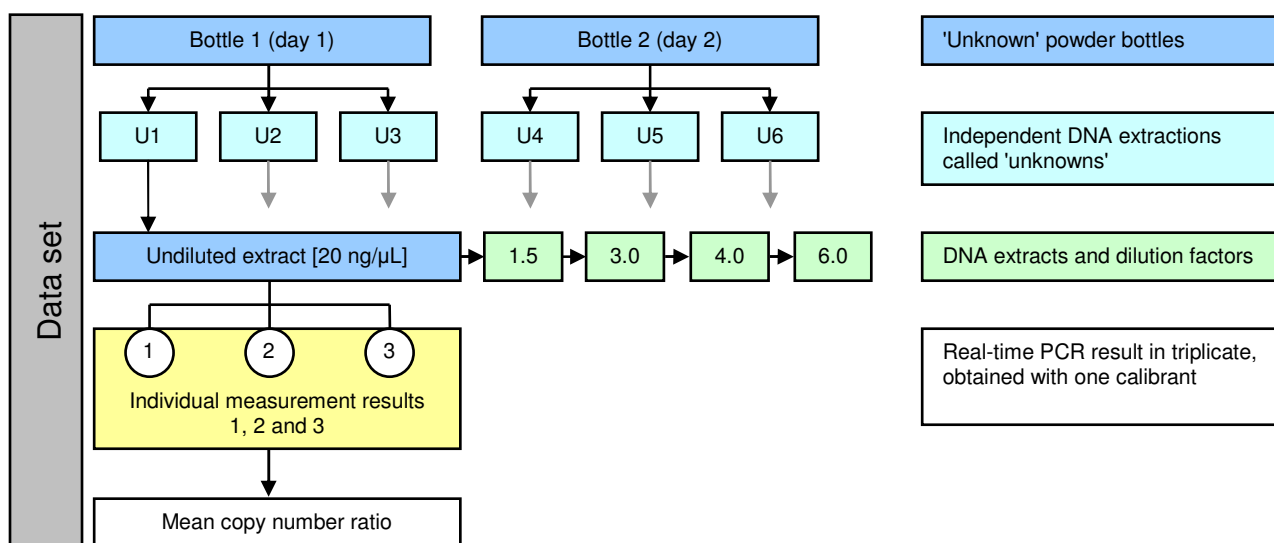 Data set
Bottle 1 (day 1)
Bottle 2 (day 2)
'Unknown' powder bottles
U1
U2
U3
U4
U5
U6
Independent DNA extractions
called 'unknowns'
Undiluted extract [20 ng/µL]
1.5
3.0
4.0
6.0
DNA extracts and dilution factors
1
2
3
Individual measurement results
1, 2 and 3
Real-time PCR result in triplicate,
obtained with one calibrant
Mean copy number ratio